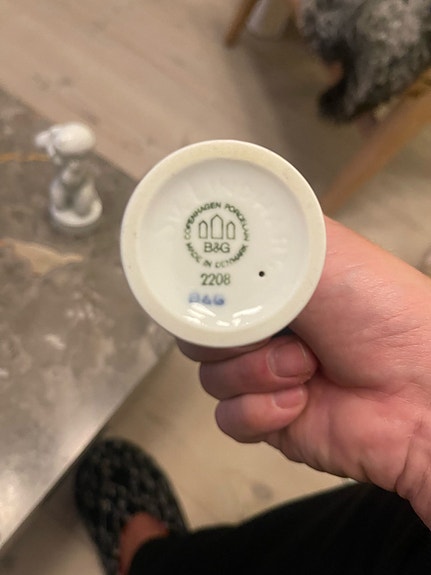 COPENHAGEN PORCELAIN
B&G
MADE IN DENMARK
2208
B&G